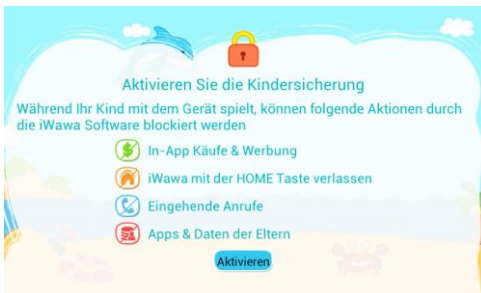 Aktivieren Sie die Kindersicherung
Während Ihr Kind mit dem Gerät spielt, können folgende Aktionen durch
die iWawa Software blockiert werden
In-App Käufe & Werbung
iWawa mit der HOME Taste verlassen
Eingehende Anrufe
Apps & Daten der Eltern
Aktivieren